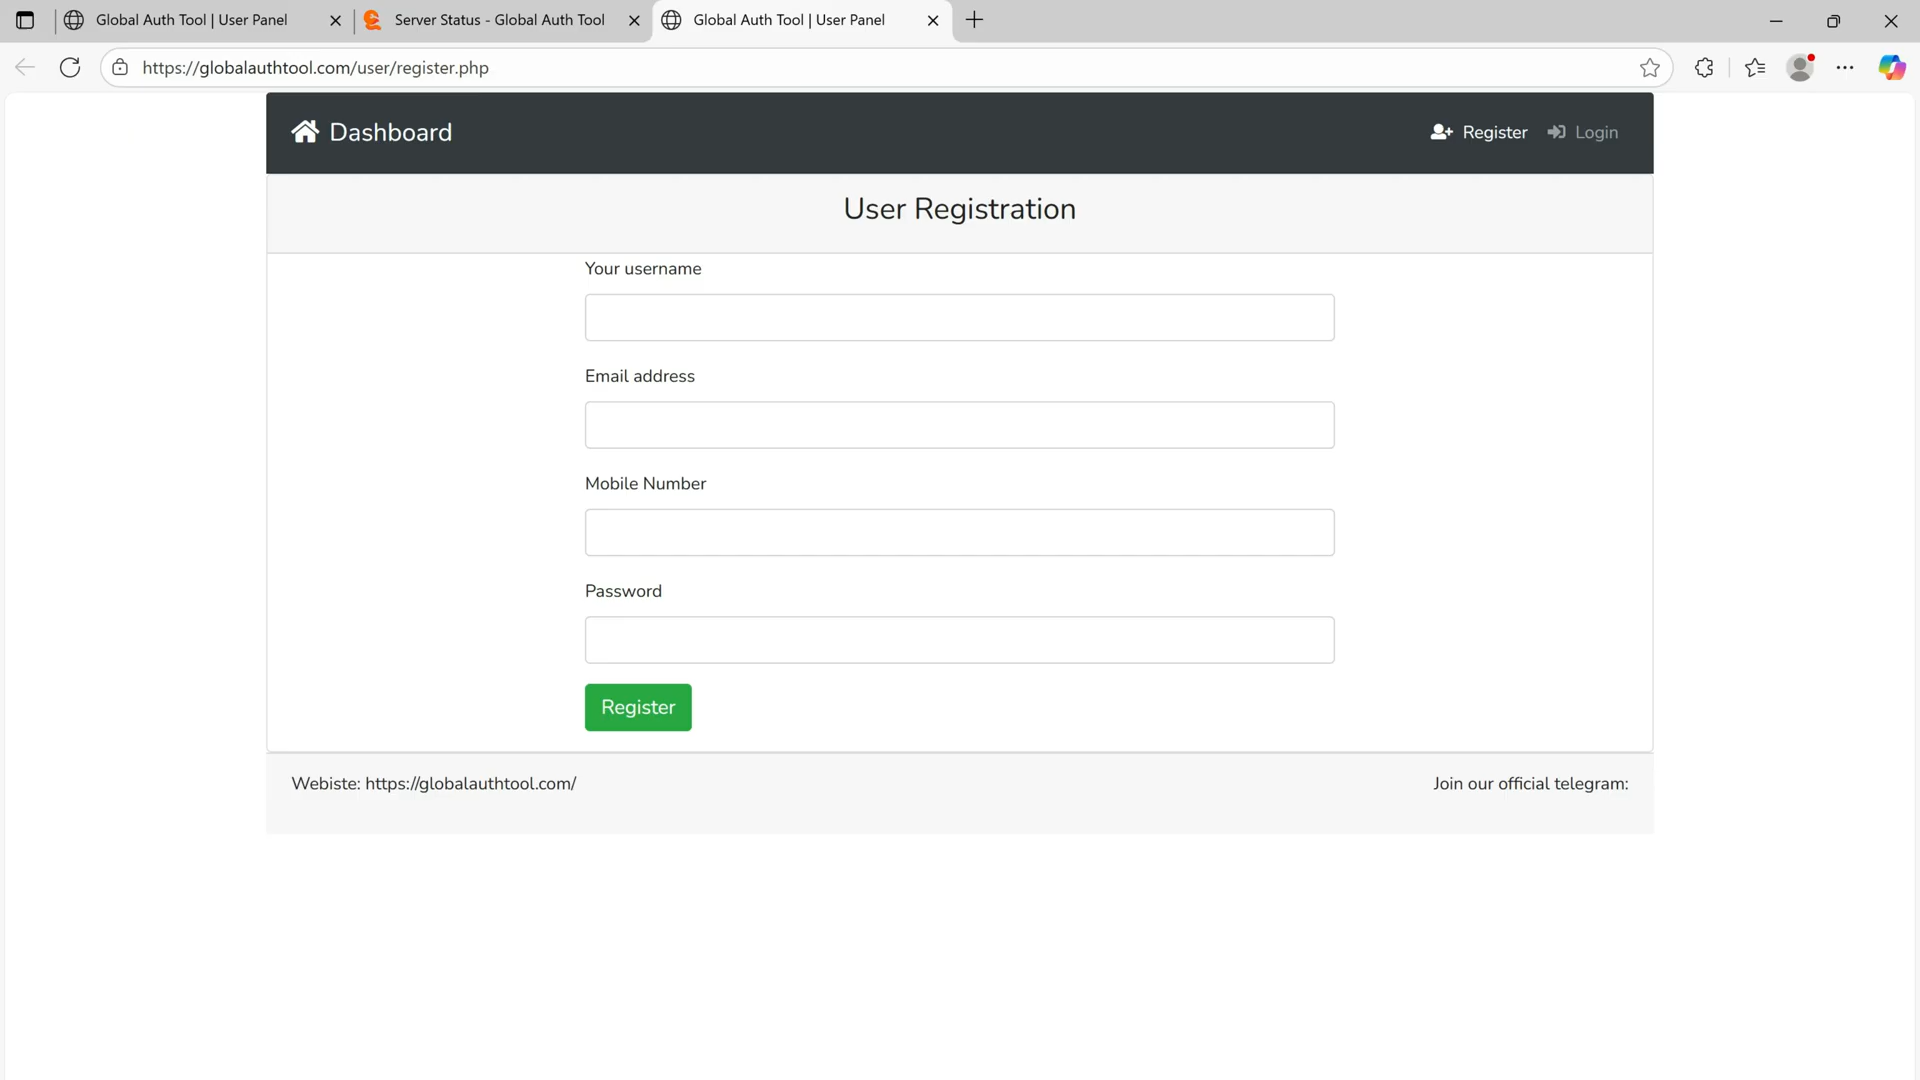 Global Auth Tool | User Panel
Server Status - Global Auth Tool
Global Auth Tool | User Panel
https://globalauthtool.com/user/register.php
Dashboard
Register
Login
User Registration
Your username
Email address
Mobile Number
Password
Register
Webiste: https://globalauthtool.com/
Join our official telegram: